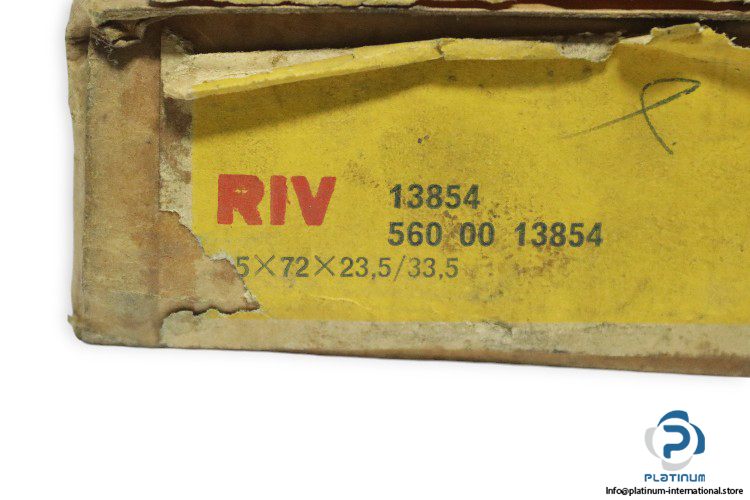 RIV 13854
560 00 13854
5×72×23,5/33,5
PLATINUM
Info@platinum-international.store